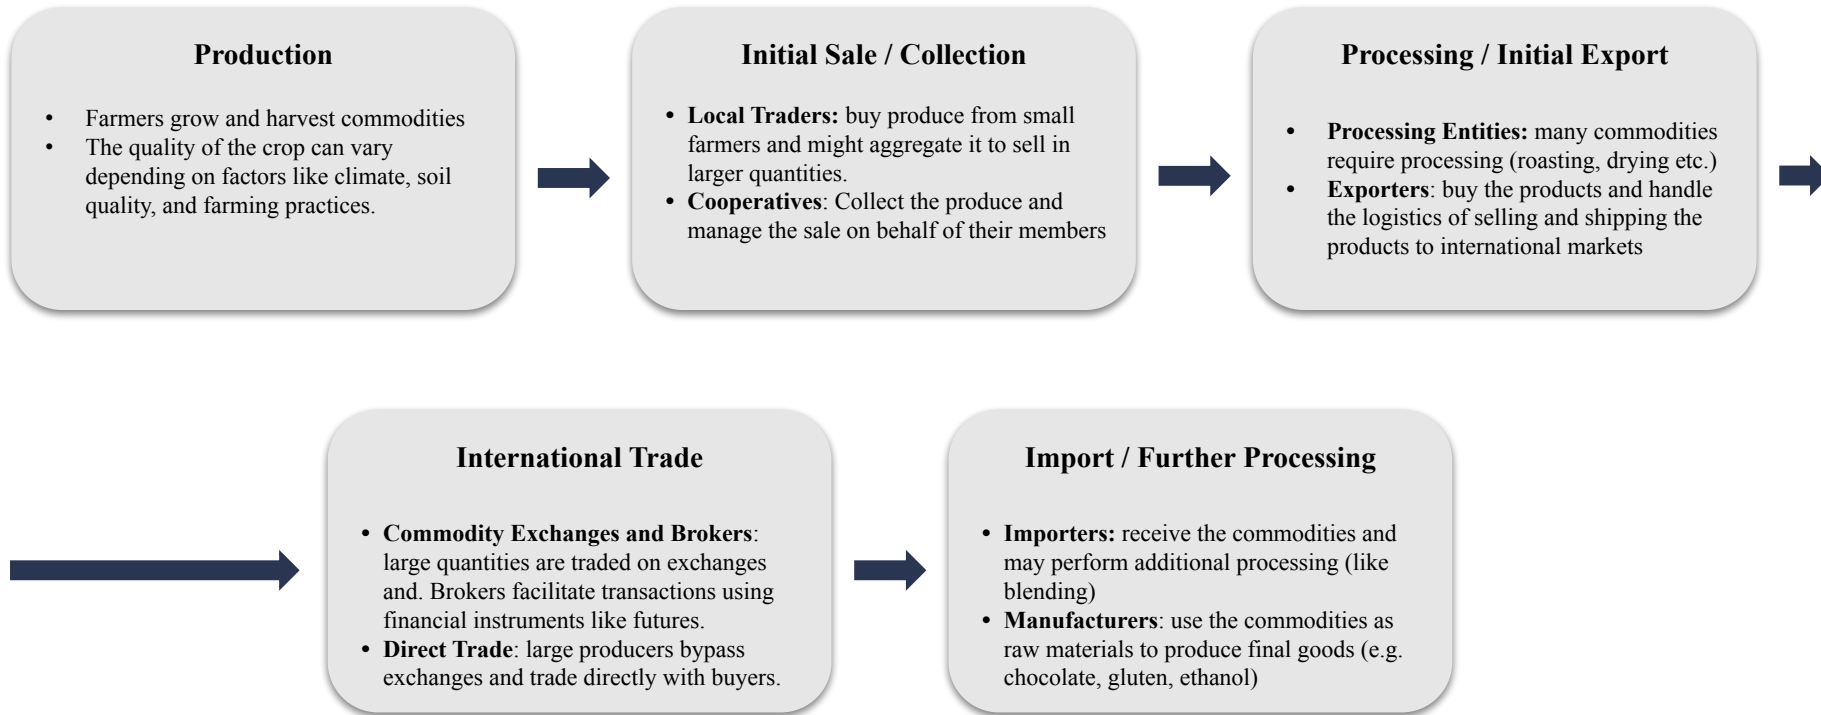 Production
• Farmers grow and harvest commodities
• The quality of the crop can vary
depending on factors like climate, soil
quality, and farming practices.
Initial Sale / Collection
• Local Traders: buy produce from small
farmers and might aggregate it to sell in
larger quantities.
• Cooperatives: Collect the produce and
manage the sale on behalf of their members
Processing / Initial Export
• Processing Entities: many commodities
require processing (roasting, drying etc.)
• Exporters: buy the products and handle
the logistics of selling and shipping the
products to international markets
International Trade
• Commodity Exchanges and Brokers:
large quantities are traded on exchanges
and. Brokers facilitate transactions using
financial instruments like futures.
• Direct Trade: large producers bypass
exchanges and trade directly with buyers.
Import / Further Processing
• Importers: receive the commodities and
may perform additional processing (like
blending)
• Manufacturers: use the commodities as
raw materials to produce final goods (e.g.
chocolate, gluten, ethanol)